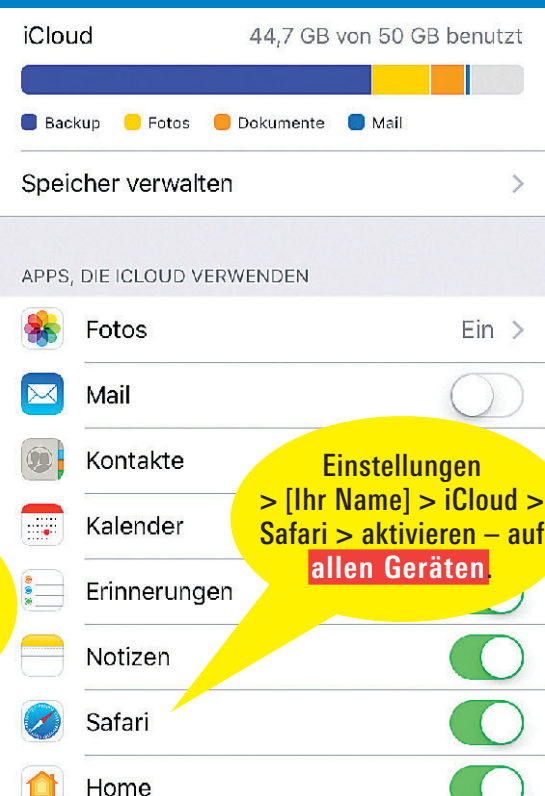 iCloud 44,7 GB von 50 GB benutzt
Backup Fotos Dokumente Mail
Speicher verwalten
APPS, DIE ICLOUD VERWENDEN
Fotos Ein
Mail
Kontakte
Kalender
Erinnerungen
Notizen
Safari
Home
Einstellungen
> [Ihr Name] > iCloud >
Safari > aktivieren – auf
allen Geräten.